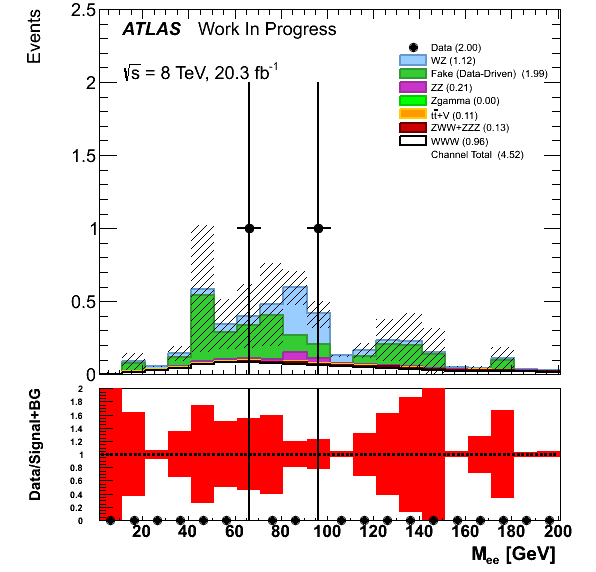 Events
2.5
2
1.5
1
0.5
0
ATLAS Work In Progress
√s = 8 TeV, 20.3 fb⁻¹
Data (2.00)
WZ (1.12)
Fake (Data-Driven) (1.99)
ZZ (0.21)
Zgamma (0.00)
tt̄+V (0.11)
ZWW+ZZZ (0.13)
WWW (0.96)
Channel Total (4.52)
Data/Signal+BG
2
1.8
1.6
1.4
1.2
1
0.8
0.6
0.4
0.2
0
20 40 60 80 100 120 140 160 180 200
M_ee [GeV]